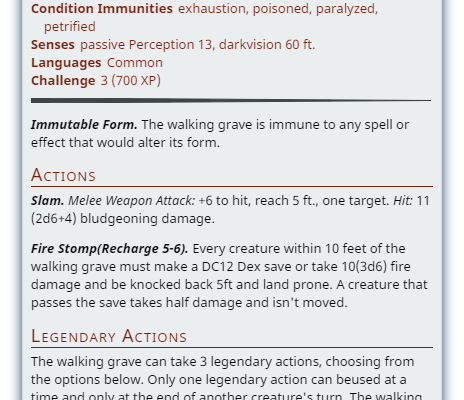 Condition Immunities exhaustion, poisoned, paralyzed,
petrified
Senses passive Perception 13, darkvision 60 ft.
Languages Common
Challenge 3 (700 XP)
Immutable Form. The walking grave is immune to any spell or
effect that would alter its form.
Actions
Slam. Melee Weapon Attack: +6 to hit, reach 5 ft., one target. Hit: 11
(2d6+4) bludgeoning damage.
Fire Stomp(Recharge 5-6). Every creature within 10 feet of the
walking grave must make a DC12 Dex save or take 10(3d6) fire
damage and be knocked back 5ft and land prone. A creature that
passes the save takes half damage and isn't moved.
Legendary Actions
The walking grave can take 3 legendary actions, choosing from
the options below. Only one legendary action can beused at a
time and only at the end of another creature's turn. The walking